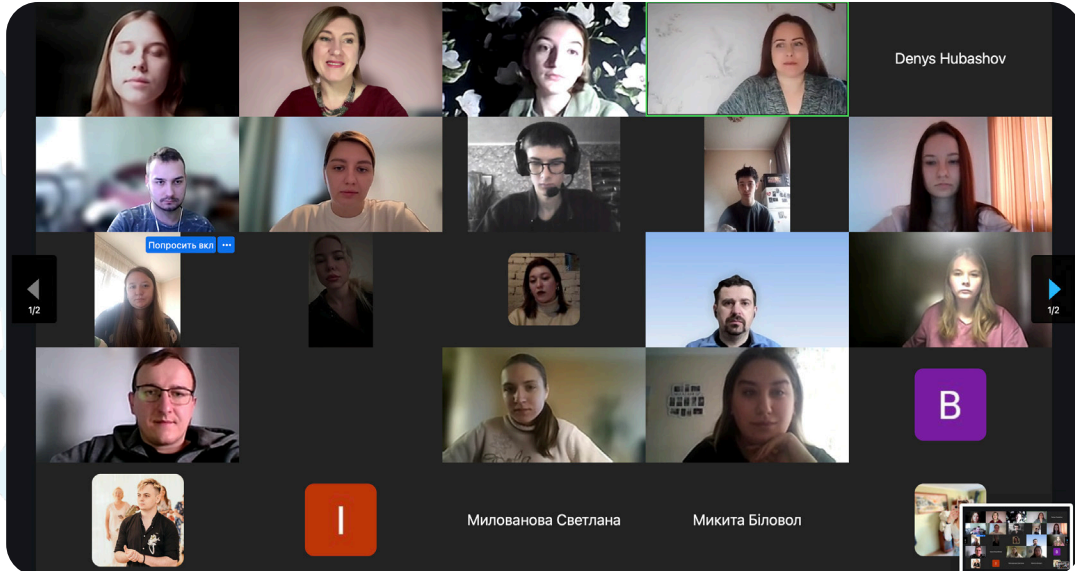 Denys Hubashov
Попросить вкл
...
1/2
1/2
B
I
Милованова Светлана
Микита Біловол